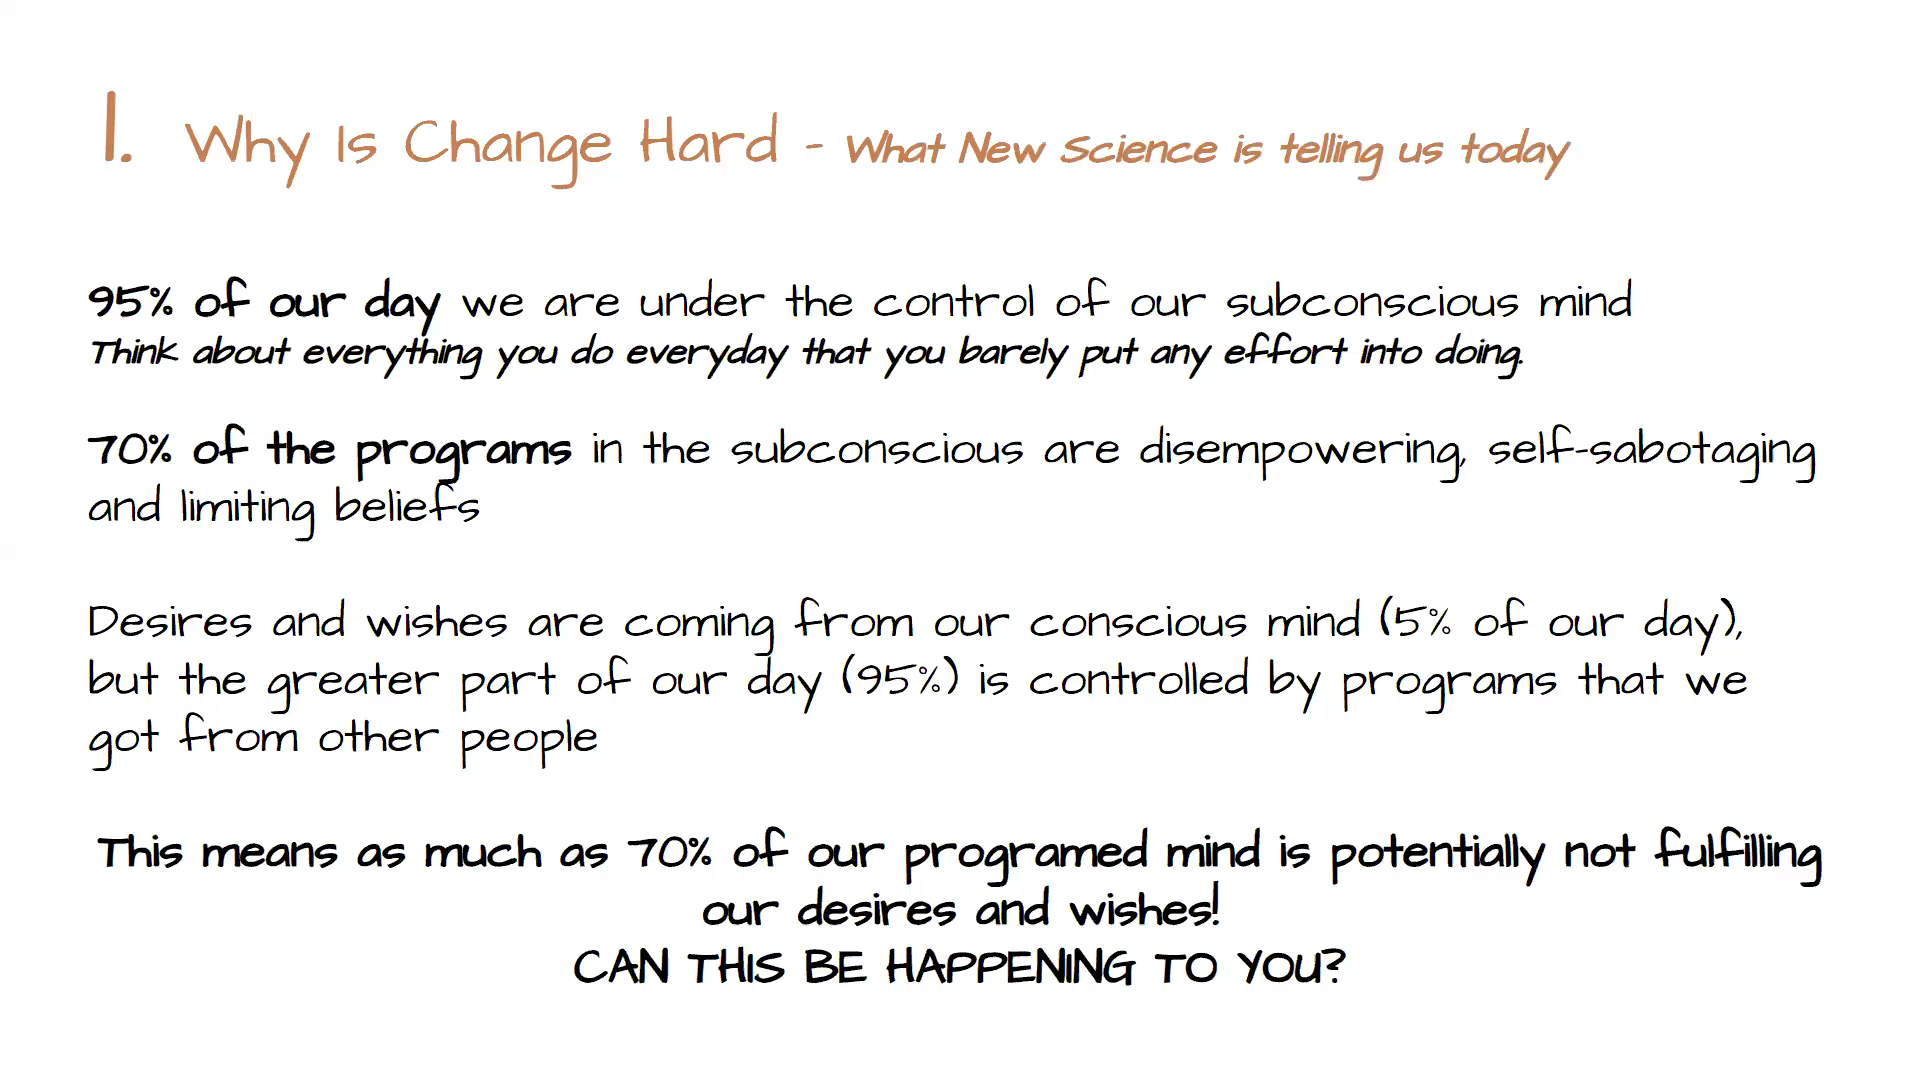 1. Why Is Change Hard - What New Science is telling us today
95% of our day we are under the control of our subconscious mind
Think about everything you do everyday that you barely put any effort into doing.
70% of the programs in the subconscious are disempowering, self-sabotaging
and limiting beliefs
Desires and wishes are coming from our conscious mind (5% of our day),
but the greater part of our day (95%) is controlled by programs that we
got from other people
This means as much as 70% of our programed mind is potentially not fulfilling
our desires and wishes!
CAN THIS BE HAPPENING TO YOU?